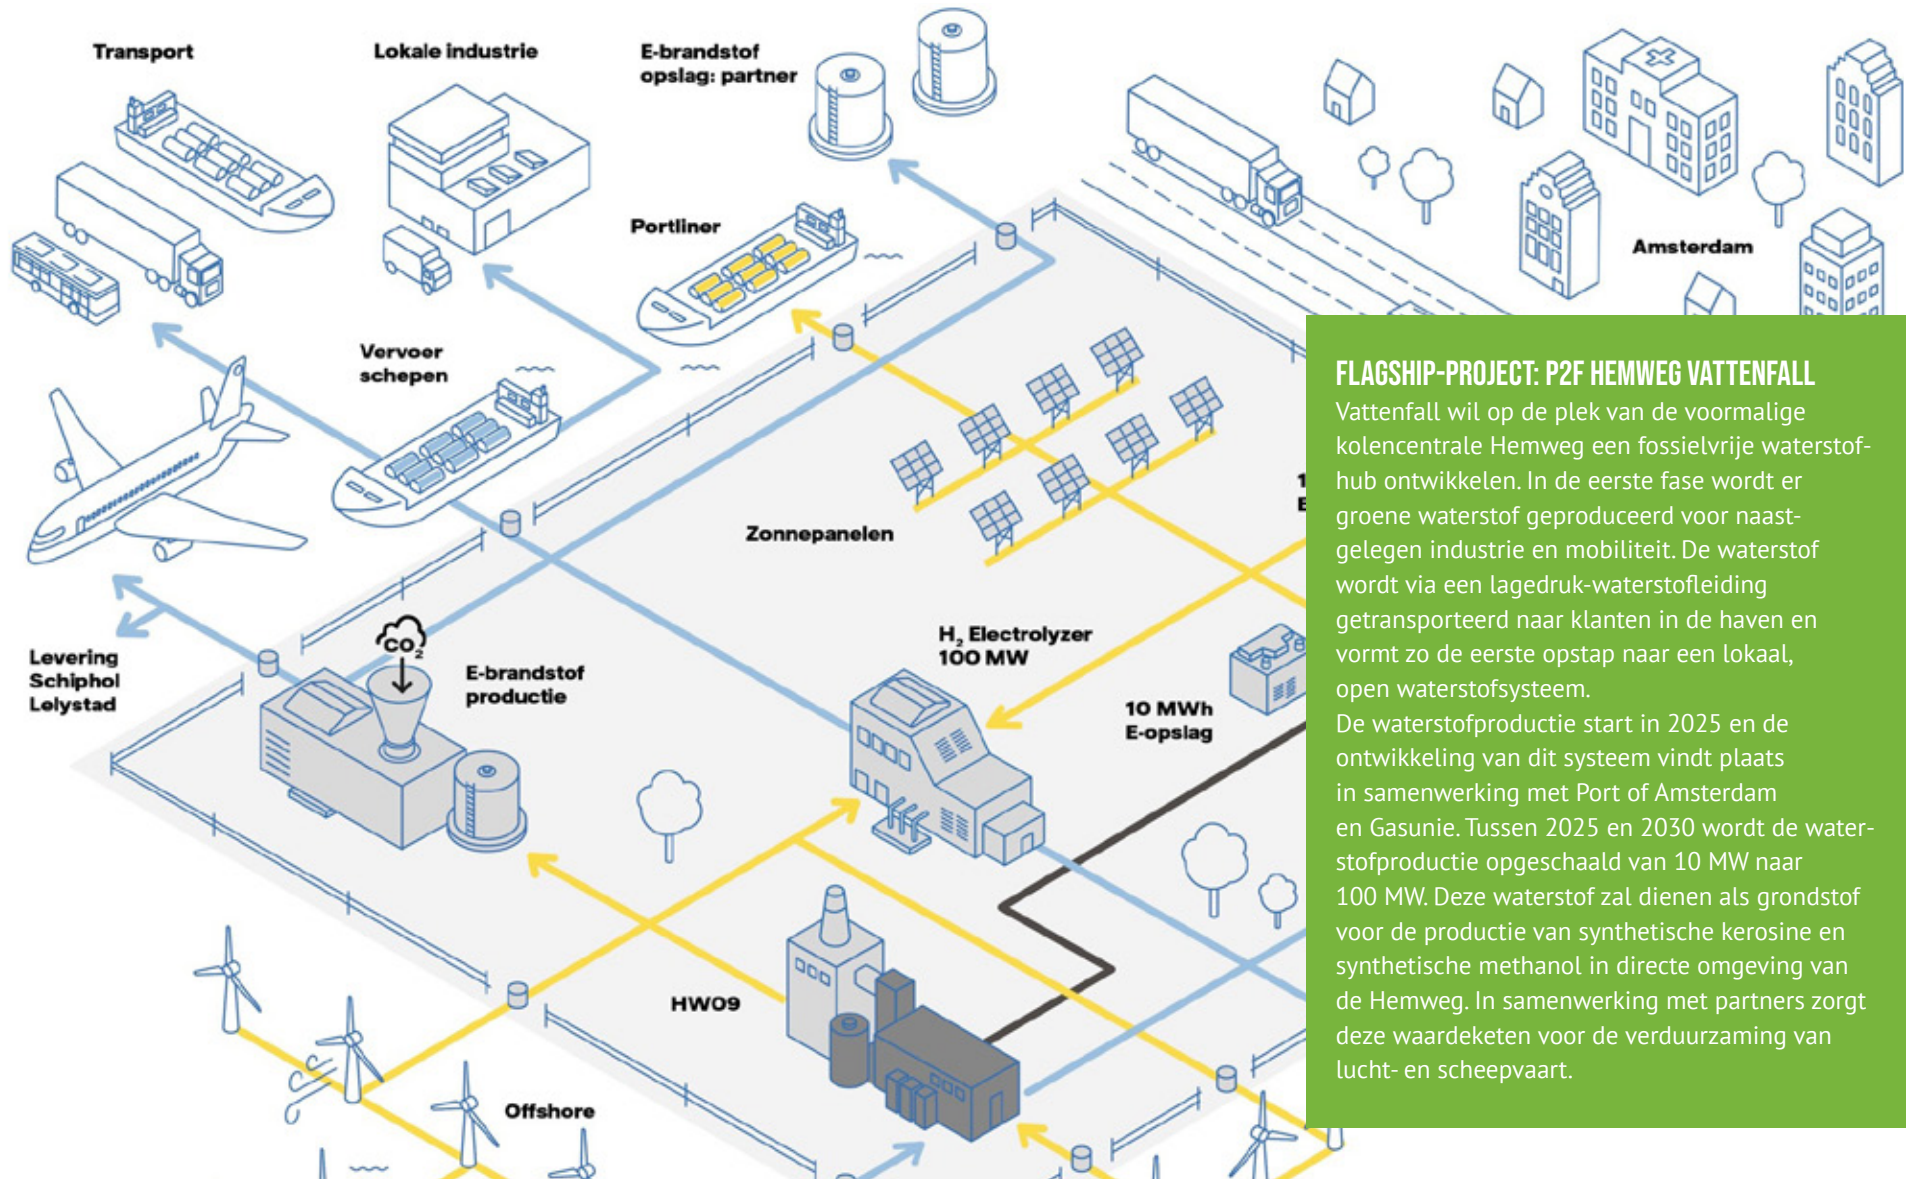 Transport
Lokale industrie
E-brandstof
opslag: partner
Portliner
Amsterdam
Vervoer
schepen
Zonnepanelen
CO₂
Levering
Schiphol
Lelystad
E-brandstof
productie
H₂ Electrolyzer
100 MW
10 MWh
E-opslag
HW09
Offshore
FLAGSHIP-PROJECT: P2F HEMWEG VATTENFALL
Vattenfall wil op de plek van de voormalige
kolencentrale Hemweg een fossielvrije waterstof-
hub ontwikkelen. In de eerste fase wordt er
groene waterstof geproduceerd voor naast-
gelegen industrie en mobiliteit. De waterstof
wordt via een lagedruk-waterstofleiding
getransporteerd naar klanten in de haven en
vormt zo de eerste opstap naar een lokaal,
open waterstofsysteem.
De waterstofproductie start in 2025 en de
ontwikkeling van dit systeem vindt plaats
in samenwerking met Port of Amsterdam
en Gasunie. Tussen 2025 en 2030 wordt de water-
stofproductie opgeschaald van 10 MW naar
100 MW. Deze waterstof zal dienen als grondstof
voor de productie van synthetische kerosine en
synthetische methanol in directe omgeving van
de Hemweg. In samenwerking met partners zorgt
deze waardeketen voor de verduurzaming van
lucht- en scheepvaart.